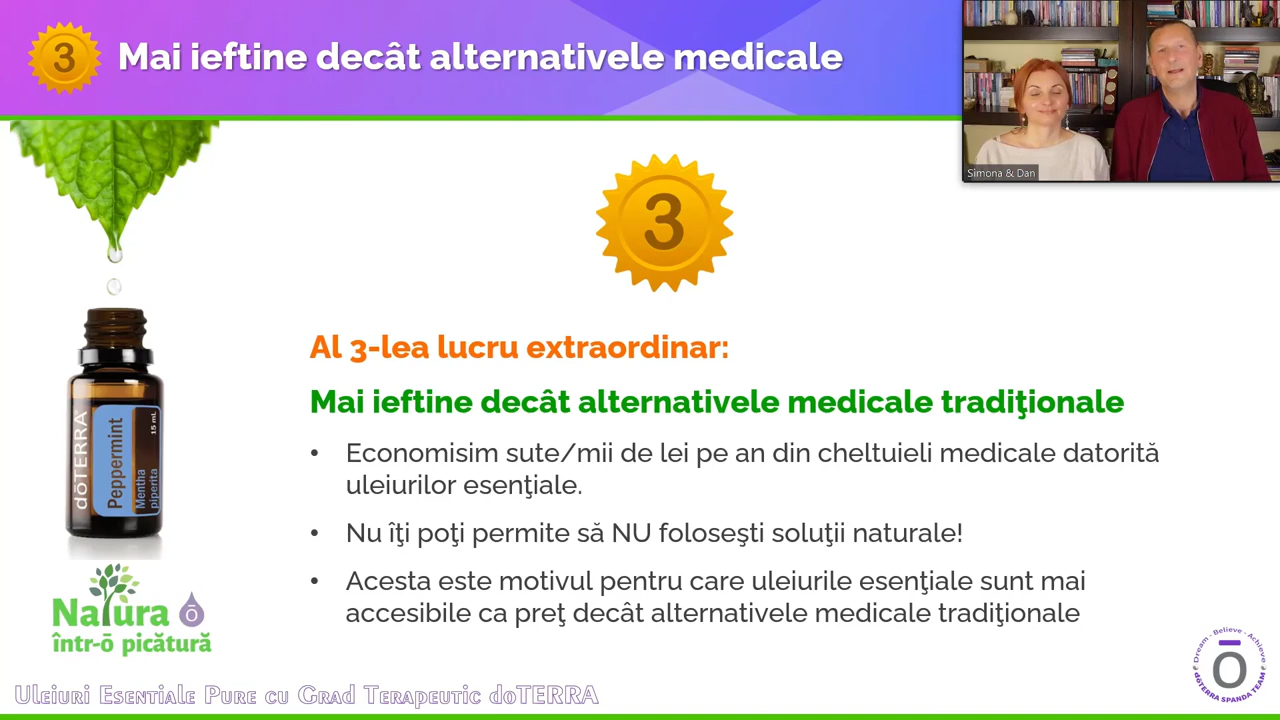 3
Mai ieftine decât alternativele medicale
Simona & Dan
3
Al 3-lea lucru extraordinar:
Mai ieftine decât alternativele medicale tradiţionale
• Economisim sute/mii de lei pe an din cheltuieli medicale datorită
uleiurilor esenţiale.
• Nu îţi poţi permite să NU foloseşti soluţii naturale!
• Acesta este motivul pentru care uleiurile esenţiale sunt mai
accesibile ca preţ decât alternativele medicale tradiţionale
dōTERRA
Peppermint
Mentha
piperita
15 mL
Natura ō
într-ō picătură
Dream - Believe - Achieve
ō
dōTERRA SPANDA TEAM
Uleiuri Esentiale Pure cu Grad Terapeutic doTERRA